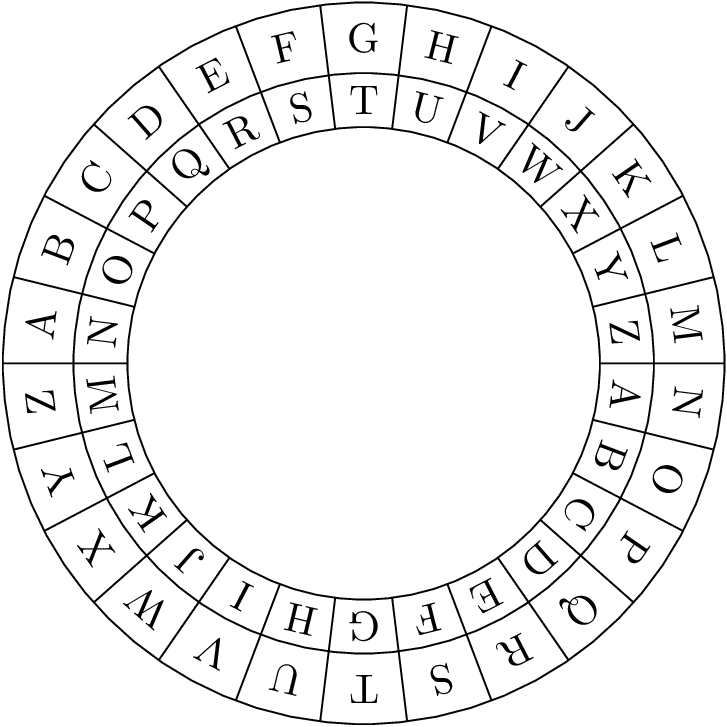 A B C D E F G H I J K L M N O P Q R S T U V W X Y Z
N O P Q R S T U V W X Y Z A B C D E F G H I J K L M